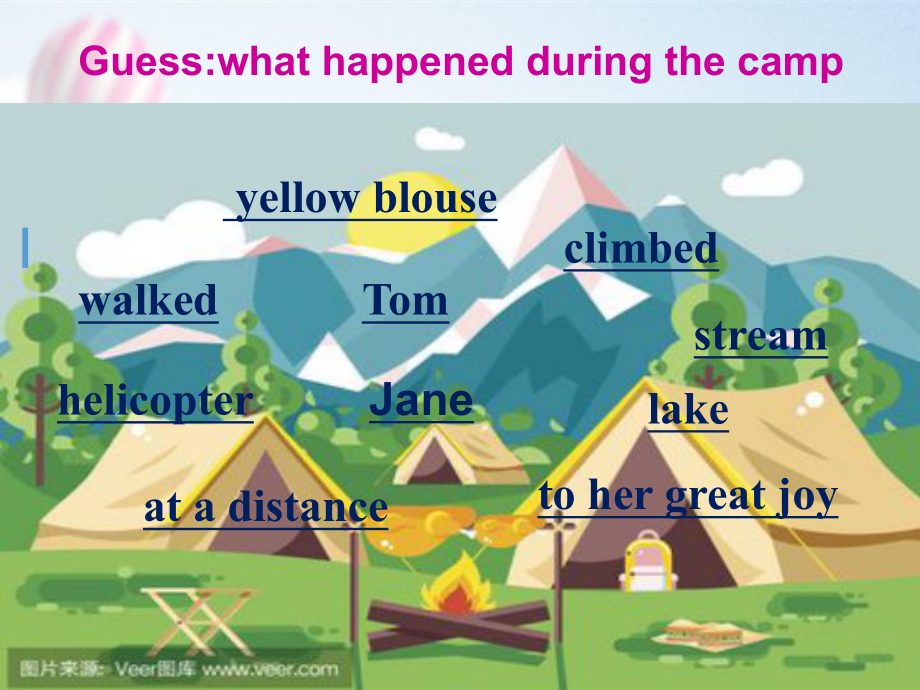 Guess:what happened during the camp
yellow blouse
climbed
walked
Tom
stream
helicopter
Jane
lake
at a distance
to her great joy
图片来源: Veer图库 www.veer.com